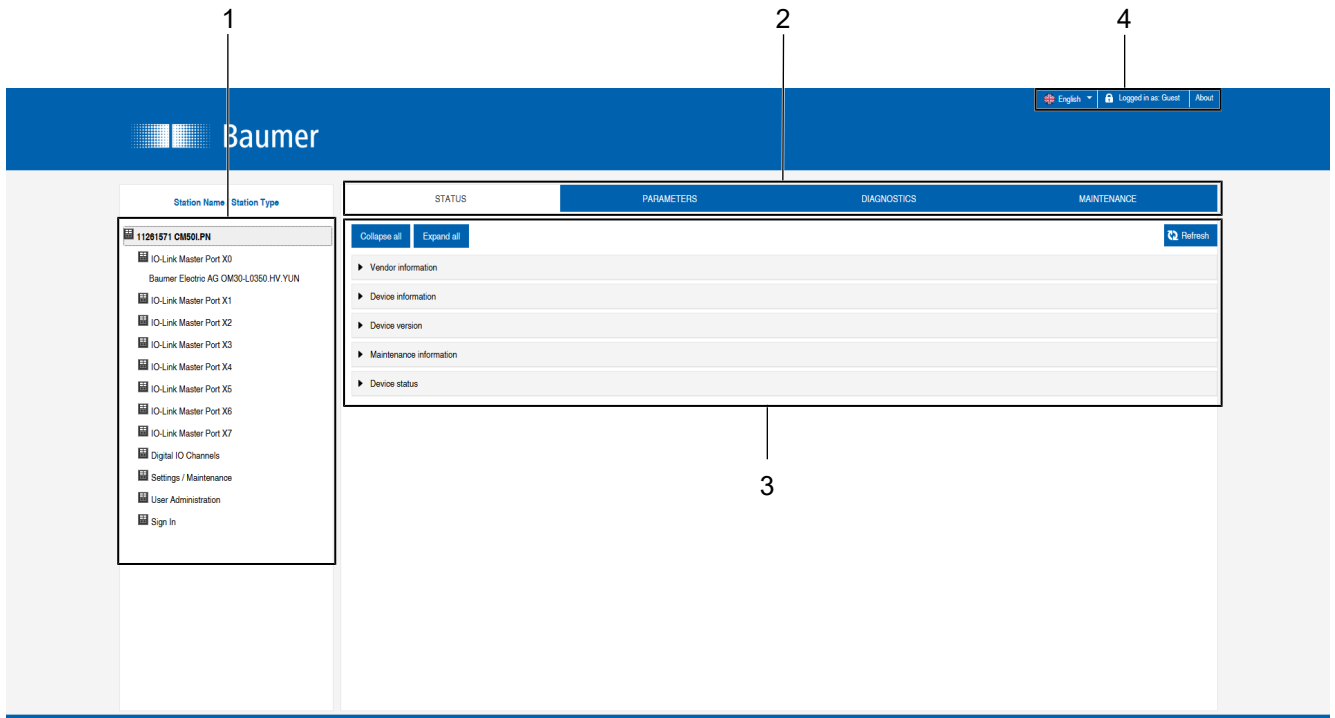 1
2
4
English
Logged in as: Guest
About
Baumer
Station Name / Station Type
STATUS
PARAMETERS
DIAGNOSTICS
MAINTENANCE
11261571 CM50I.PN
Collapse all
Expand all
Refresh
IO-Link Master Port X0
Baumer Electric AG OM30-L0350.HV.YUN
IO-Link Master Port X1
IO-Link Master Port X2
IO-Link Master Port X3
IO-Link Master Port X4
IO-Link Master Port X5
IO-Link Master Port X6
IO-Link Master Port X7
Digital IO Channels
Settings / Maintenance
User Administration
Sign In
Vendor information
Device information
Device version
Maintenance information
Device status
3